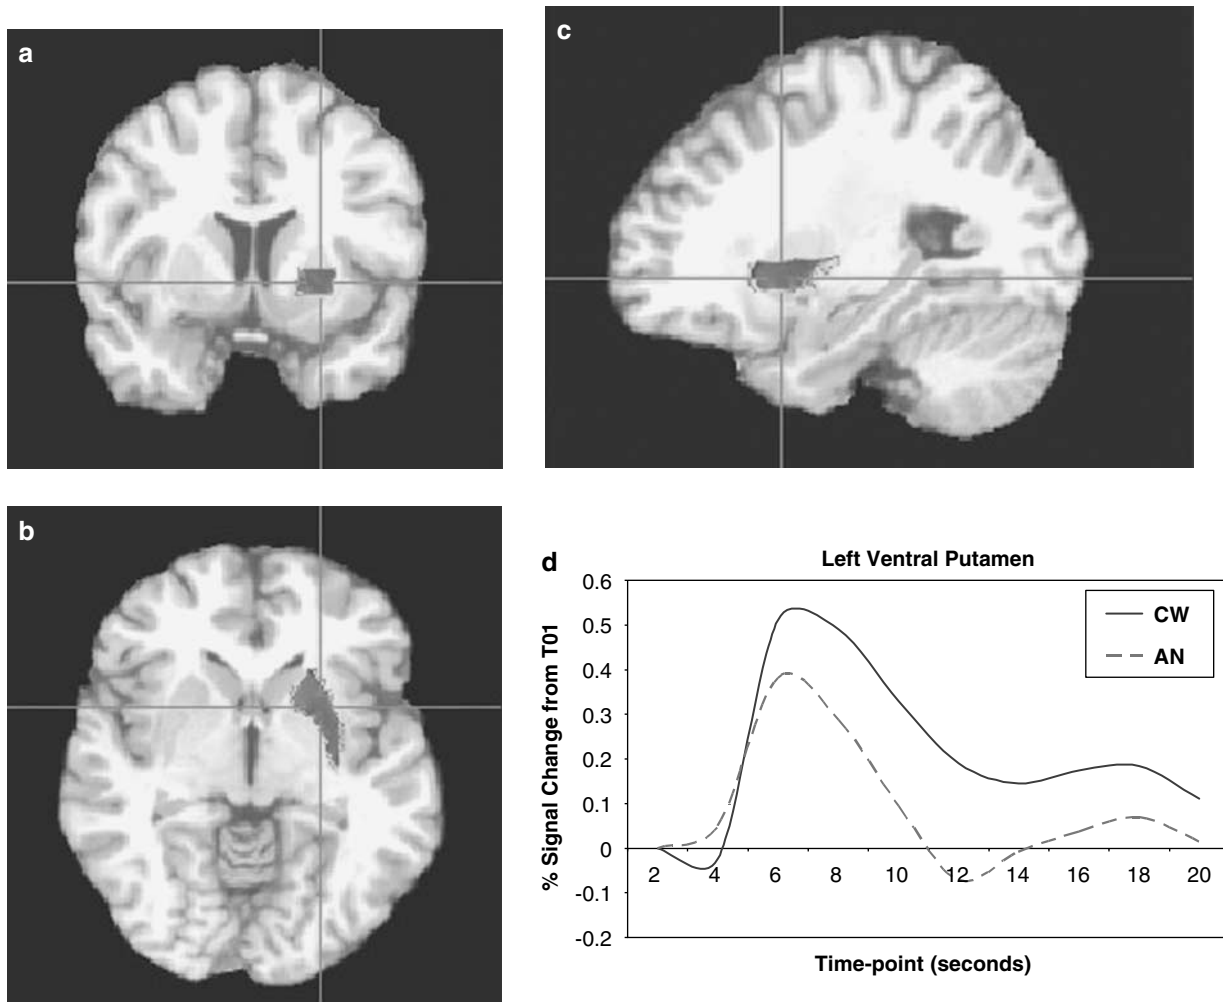 a
c
b
d
Left Ventral Putamen
% Signal Change from T01
0.6
0.5
0.4
0.3
0.2
0.1
0
-0.1
-0.2
CW
AN
2 4 6 8 10 12 14 16 18 20
Time-point (seconds)